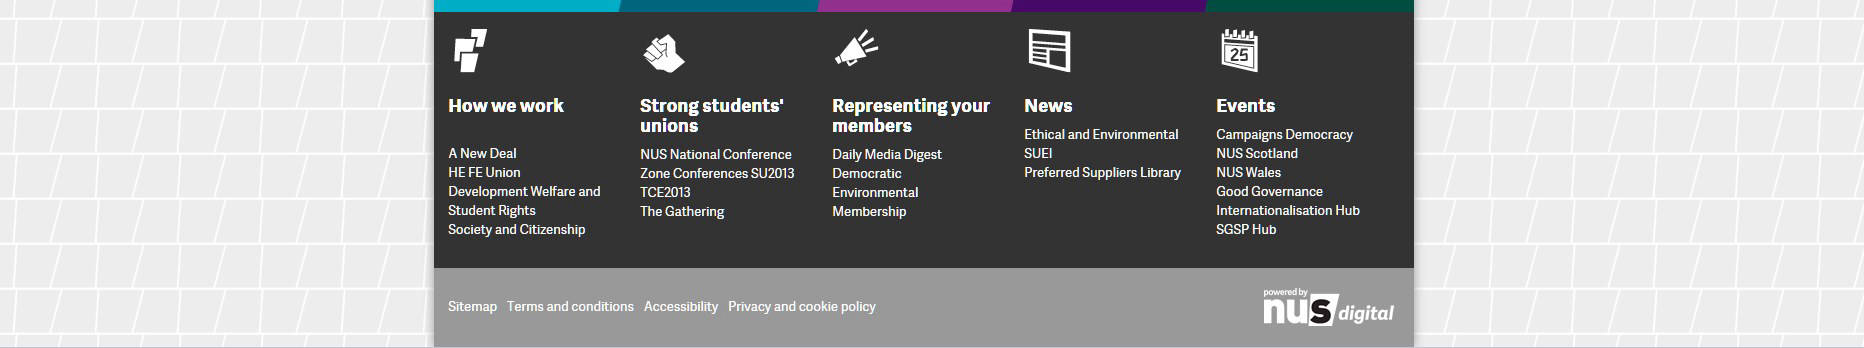 25
How we work
A New Deal
HE FE Union
Development Welfare and
Student Rights
Society and Citizenship
Strong students'
unions
NUS National Conference
Zone Conferences SU2013
TCE2013
The Gathering
Representing your
members
Daily Media Digest
Democratic
Environmental
Membership
News
Ethical and Environmental
SUEI
Preferred Suppliers Library
Events
Campaigns Democracy
NUS Scotland
NUS Wales
Good Governance
Internationalisation Hub
SGSP Hub
Sitemap Terms and conditions Accessibility Privacy and cookie policy
powered by
nus digital